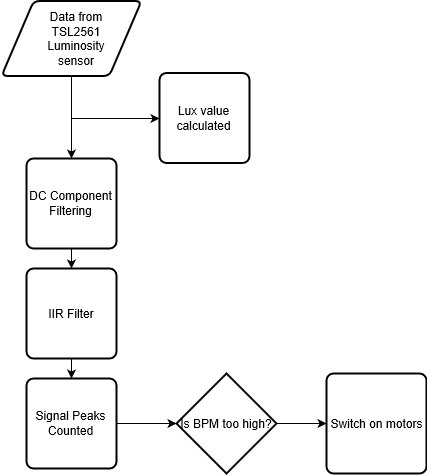 Data from
TSL2561
Luminosity
sensor
Lux value
calculated
DC Component
Filtering
IIR Filter
Signal Peaks
Counted
Is BPM too high?
Switch on motors